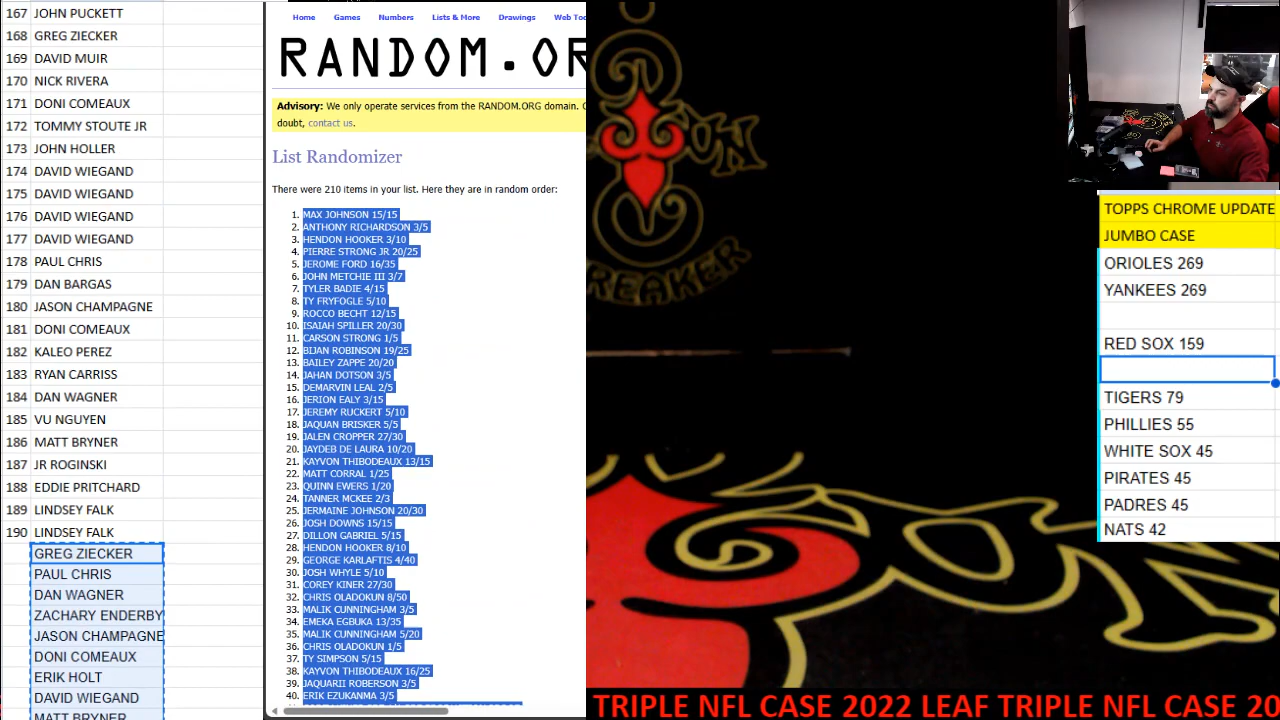 167 JOHN PUCKETT
168 GREG ZIECKER
169 DAVID MUIR
170 NICK RIVERA
171 DONI COMEAUX
172 TOMMY STOUTE JR
173 JOHN HOLLER
174 DAVID WIEGAND
175 DAVID WIEGAND
176 DAVID WIEGAND
177 DAVID WIEGAND
178 PAUL CHRIS
179 DAN BARGAS
180 JASON CHAMPAGNE
181 DONI COMEAUX
182 KALEO PEREZ
183 RYAN CARRISS
184 DAN WAGNER
185 VU NGUYEN
186 MATT BRYNER
187 JR ROGINSKI
188 EDDIE PRITCHARD
189 LINDSEY FALK
190 LINDSEY FALK
GREG ZIECKER
PAUL CHRIS
DAN WAGNER
ZACHARY ENDERBY
JASON CHAMPAGNE
DONI COMEAUX
ERIK HOLT
DAVID WIEGAND
MATT BRYNER
Home Games Numbers Lists & More Drawings Web Too
RANDOM.OR
Advisory: We only operate services from the RANDOM.ORG domain.
doubt, contact us.
List Randomizer
There were 210 items in your list. Here they are in random order:
1. MAX JOHNSON 15/15
2. ANTHONY RICHARDSON 3/5
3. HENDON HOOKER 3/10
4. PIERRE STRONG JR 20/25
5. JEROME FORD 16/35
6. JOHN METCHIE III 3/7
7. TYLER BADIE 4/15
8. TY FRYFOGLE 5/10
9. ROCCO BECHT 12/15
10. ISAIAH SPILLER 20/30
11. CARSON STRONG 1/5
12. BIJAN ROBINSON 19/25
13. BAILEY ZAPPE 20/20
14. JAHAN DOTSON 3/5
15. DEMARVIN LEAL 2/5
16. JERION EALY 3/15
17. JEREMY RUCKERT 5/10
18. JAQUAN BRISKER 5/5
19. JALEN CROPPER 27/30
20. JAYDEB DE LAURA 10/20
21. KAYVON THIBODEAUX 13/15
22. MATT CORRAL 1/25
23. QUINN EWERS 1/20
24. TANNER MCKEE 2/3
25. JERMAINE JOHNSON 20/30
26. JOSH DOWNS 15/15
27. DILLON GABRIEL 5/15
28. HENDON HOOKER 8/10
29. GEORGE KARLAFTIS 4/40
30. JOSH WHYLE 5/10
31. COREY KINER 27/30
32. CHRIS OLADOKUN 8/50
33. MALIK CUNNINGHAM 3/5
34. EMEKA EGBUKA 13/35
35. MALIK CUNNINGHAM 5/20
36. CHRIS OLADOKUN 1/5
37. TY SIMPSON 5/15
38. KAYVON THIBODEAUX 16/25
39. JAQUARII ROBERSON 3/5
40. ERIK EZUKANMA 3/5
BREAKER
TOPPS CHROME UPDATE
JUMBO CASE
ORIOLES 269
YANKEES 269
RED SOX 159
TIGERS 79
PHILLIES 55
WHITE SOX 45
PIRATES 45
PADRES 45
NATS 42
TRIPLE NFL CASE 2022 LEAF TRIPLE NFL CASE 20